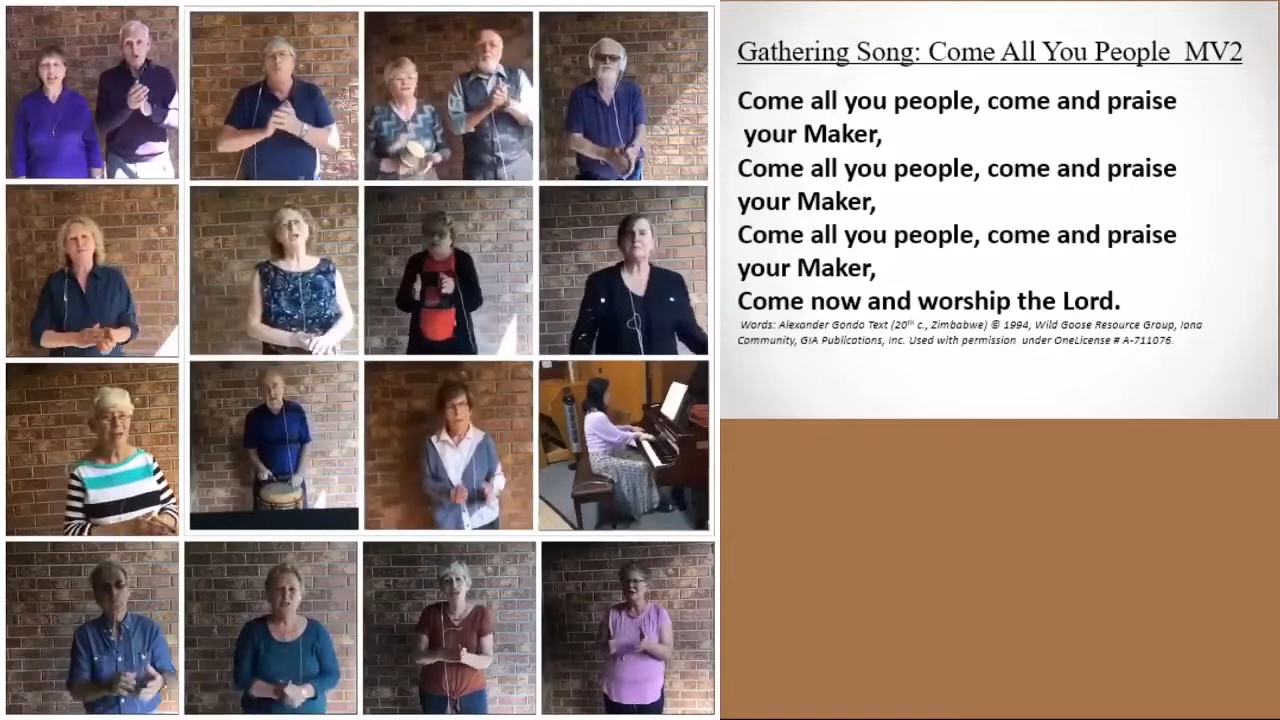 Gathering Song: Come All You People  MV2
Come all you people, come and praise
your Maker,
Come all you people, come and praise
your Maker,
Come all you people, come and praise
your Maker,
Come now and worship the Lord.
Words: Alexander Gondo Text (20th c., Zimbabwe) © 1994, Wild Goose Resource Group, Iona
Community, GIA Publications, Inc. Used with permission  under OneLicense # A-711076.